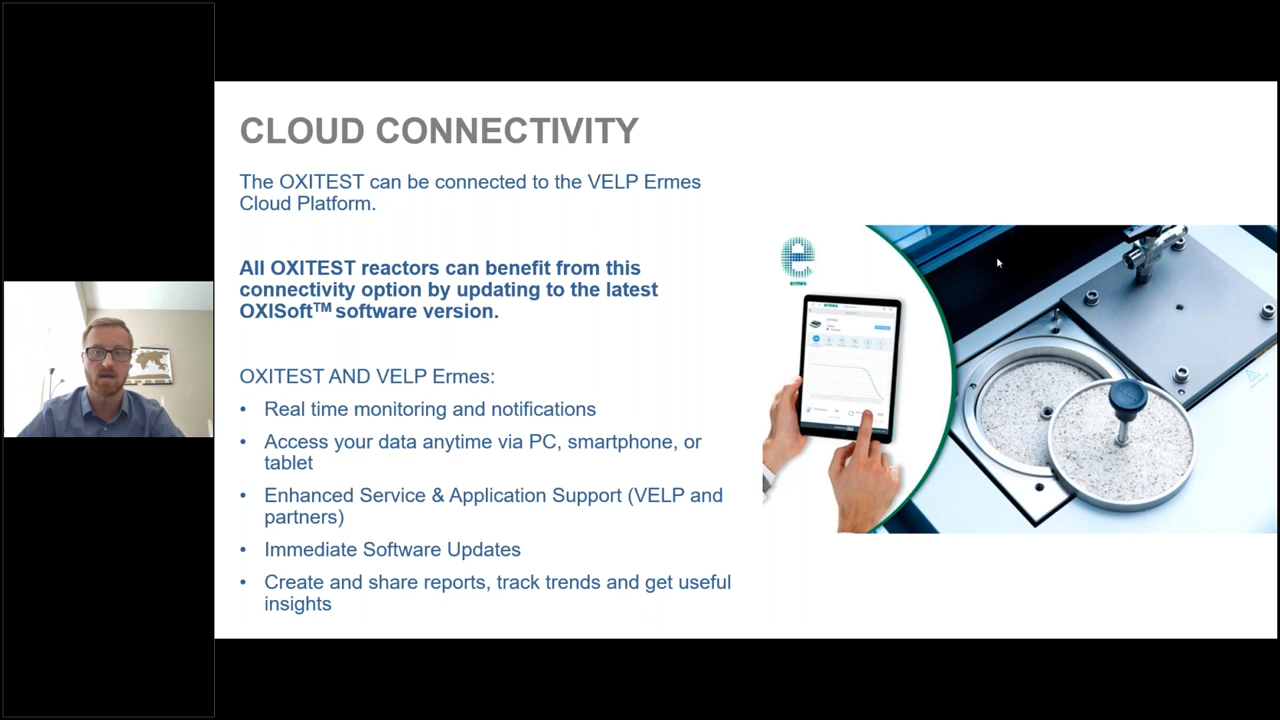 CLOUD CONNECTIVITY
The OXITEST can be connected to the VELP Ermes
Cloud Platform.
All OXITEST reactors can benefit from this
connectivity option by updating to the latest
OXISoft™ software version.
OXITEST AND VELP Ermes:
• Real time monitoring and notifications
• Access your data anytime via PC, smartphone, or
tablet
• Enhanced Service & Application Support (VELP and
partners)
• Immediate Software Updates
• Create and share reports, track trends and get useful
insights
ermes
ermes